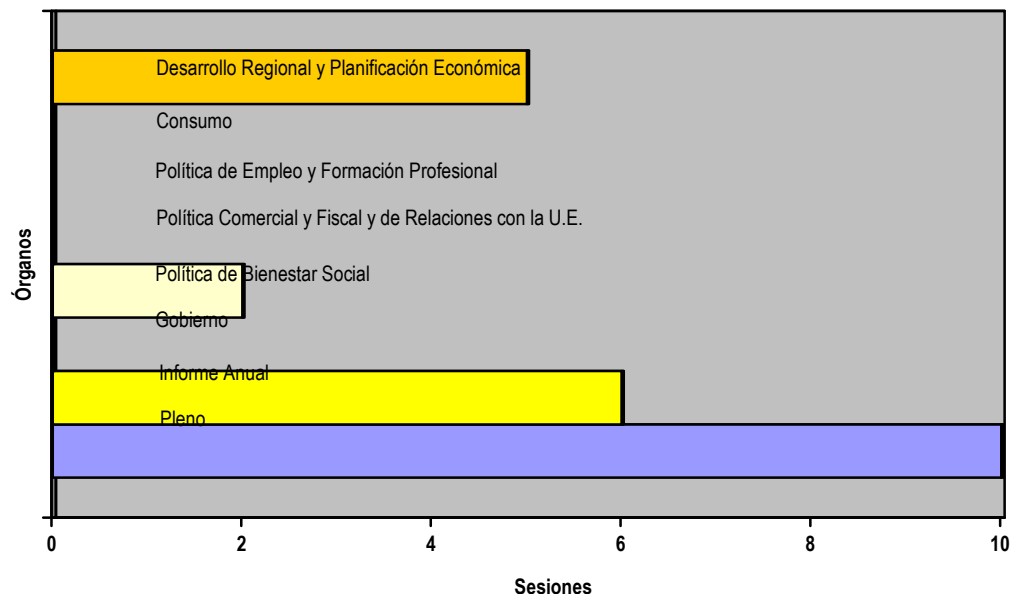 Desarrollo Regional y Planificación Económica
Consumo
Política de Empleo y Formación Profesional
Política Comercial y Fiscal y de Relaciones con la U.E.
Política de Bienestar Social
Gobierno
Informe Anual
Pleno
Órganos
0 2 4 6 8 10
Sesiones